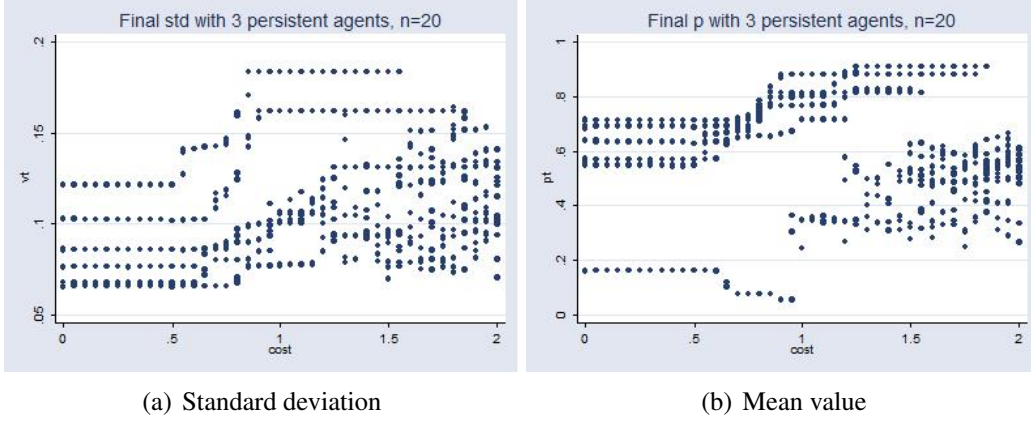 Final std with 3 persistent agents, n=20
.2
.15
.1
.05
vt
0 .5 1 1.5 2
cost
(a) Standard deviation
Final p with 3 persistent agents, n=20
1
.8
.6
.4
.2
0
pt
0 .5 1 1.5 2
cost
(b) Mean value